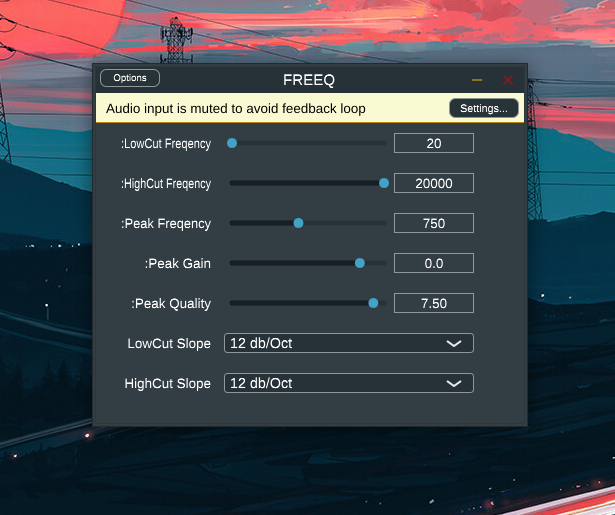 Options
FREEQ
Audio input is muted to avoid feedback loop
Settings...
:LowCut Freqency
20
:HighCut Freqency
20000
:Peak Freqency
750
:Peak Gain
0.0
:Peak Quality
7.50
LowCut Slope
12 db/Oct
HighCut Slope
12 db/Oct